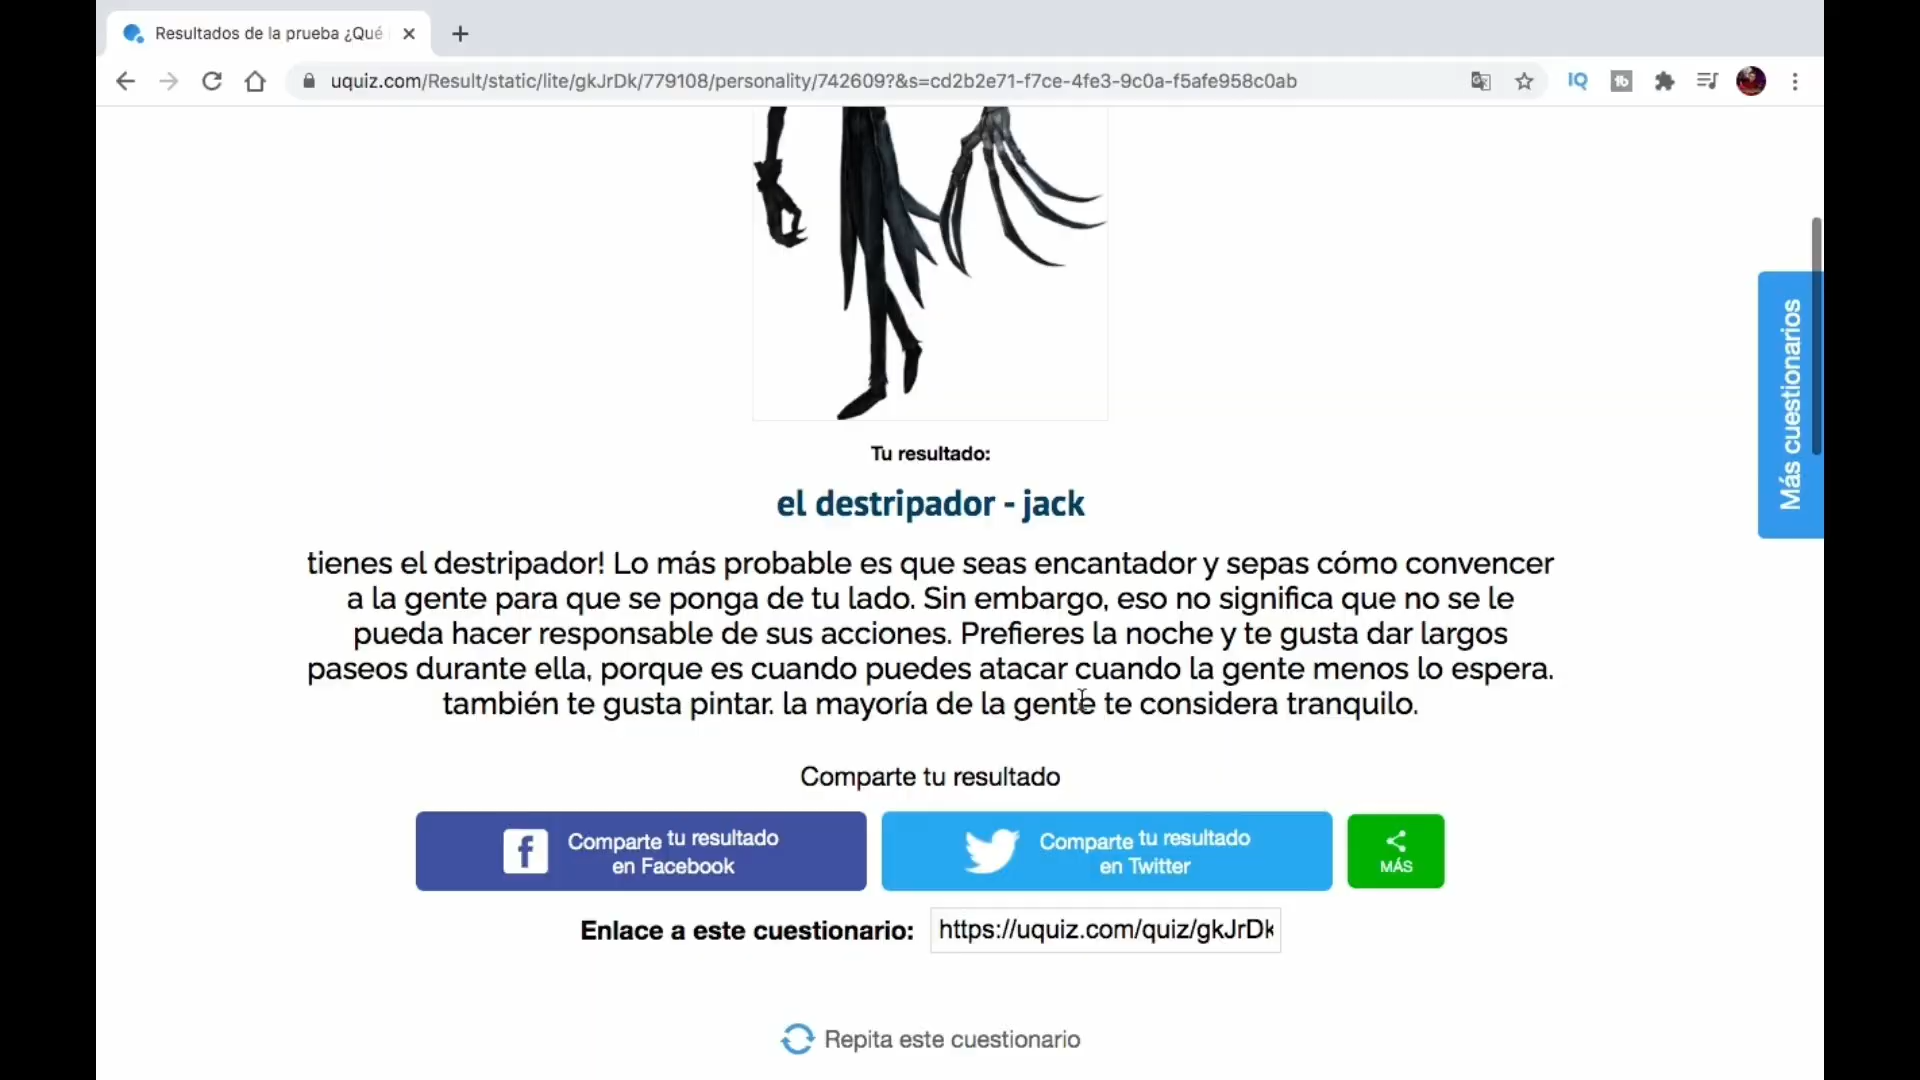 Resultados de la prueba ¿Qué
uquiz.com/Result/static/lite/gkJrDk/779108/personality/742609?&s=cd2b2e71-f7ce-4fe3-9c0a-f5afe958c0ab
IQ
tb
Más cuestionarios
Tu resultado:
el destripador - jack
tienes el destripador! Lo más probable es que seas encantador y sepas cómo convencer
a la gente para que se ponga de tu lado. Sin embargo, eso no significa que no se le
pueda hacer responsable de sus acciones. Prefieres la noche y te gusta dar largos
paseos durante ella, porque es cuando puedes atacar cuando la gente menos lo espera.
también te gusta pintar. la mayoría de la gente te considera tranquilo.
Comparte tu resultado
Comparte tu resultado
en Facebook
Comparte tu resultado
en Twitter
MÁS
Enlace a este cuestionario:
https://uquiz.com/quiz/gkJrDk
Repita este cuestionario